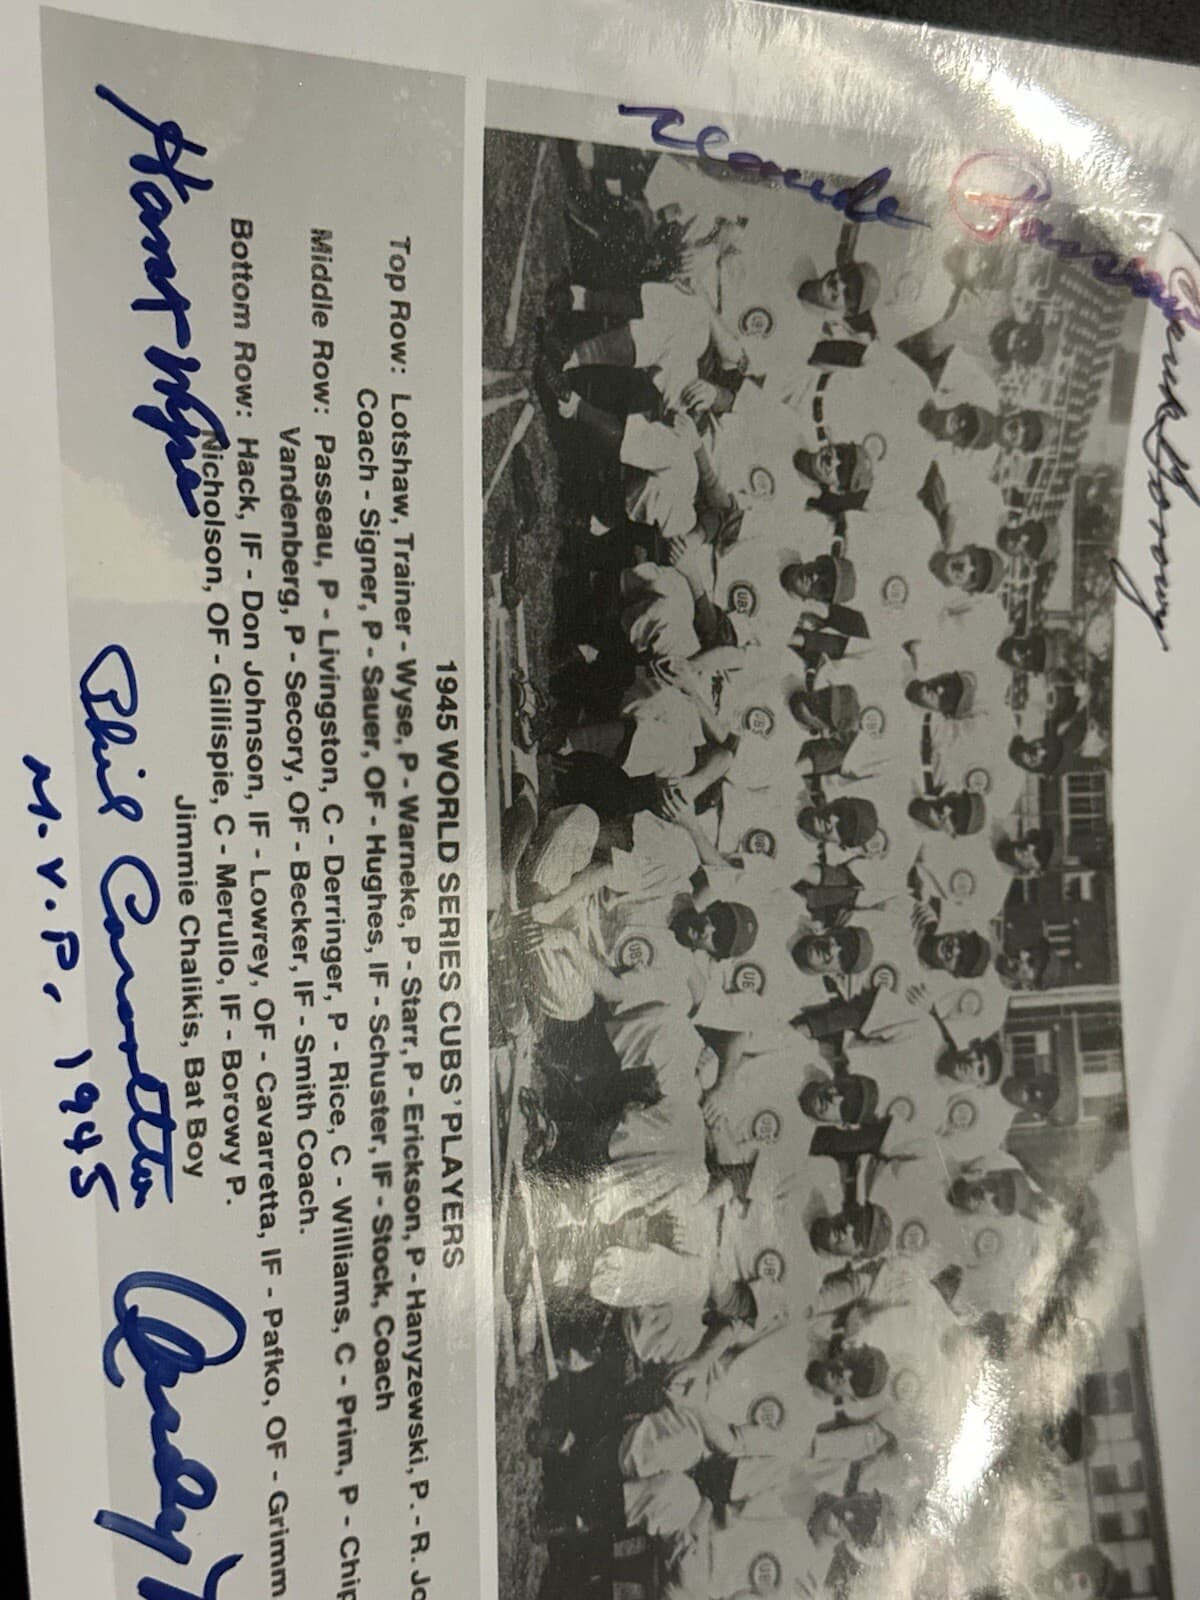 Claude
Passeau
Hank Borowy
1945 WORLD SERIES CUBS' PLAYERS
Top Row: Lotshaw, Trainer - Wyse, P - Warneke, P - Starr, P - Erickson, P - Hanyzewski, P. - R. Jo
Coach - Signer, P - Sauer, OF - Hughes, IF - Schuster, IF - Stock, Coach
Middle Row: Passeau, P - Livingston, C - Derringer, P - Rice, C - Williams, C - Prim, P - Chip
Vandenberg, P - Secory, OF - Becker, IF - Smith Coach.
Bottom Row: Hack, IF - Don Johnson, IF - Lowrey, OF - Cavarretta, IF - Pafko, OF - Grimm
Nicholson, OF - Gillispie, C - Merullo, IF - Borowy P.
Jimmie Chalikis, Bat Boy
Hank Wyse
Phil Cavarretta
M.V.P. 1945
Andy